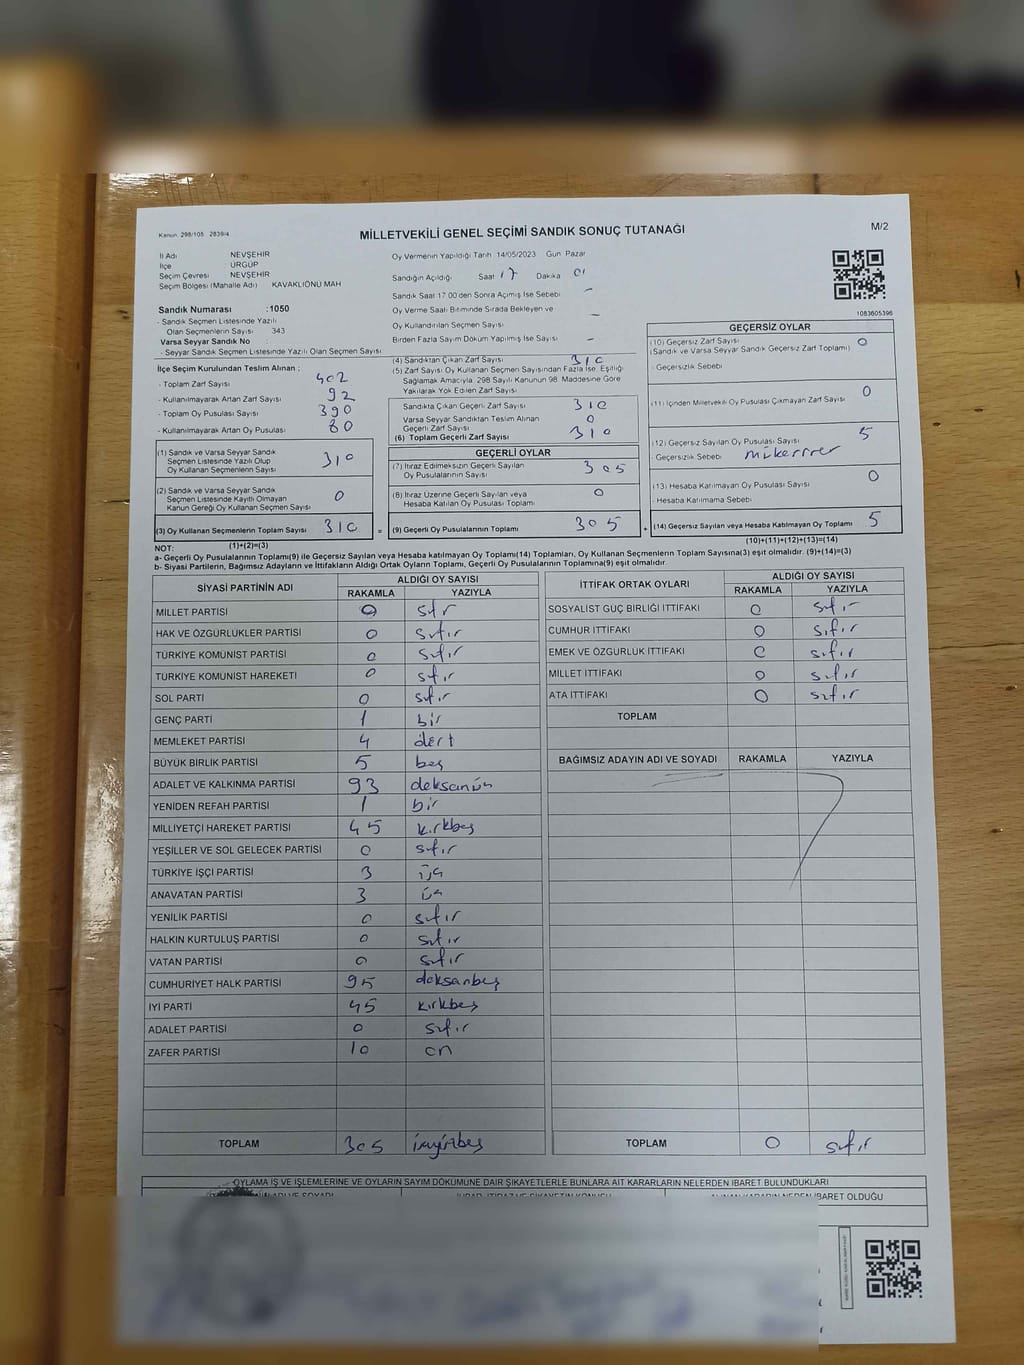 Kanun. 298/105 2839/4
MİLLETVEKİLİ GENEL SEÇİMİ SANDIK SONUÇ TUTANAĞI
M/2
İl Adı NEVŞEHİR
İlçe ÜRGÜP
Seçim Çevresi NEVŞEHİR
Seçim Bölgesi (Mahalle Adı) KAVAKLIÖNÜ MAH
Sandık Numarası :1050
- Sandık Seçmen Listesinde Yazılı
Olan Seçmenlerin Sayısı 343
Varsa Seyyar Sandık No :
- Seyyar Sandık Seçmen Listesinde Yazılı Olan Seçmen Sayısı
Oy Vermenin Yapıldığı Tarih 14/05/2023 Gün Pazar
Sandığın Açıldığı Saat 17 Dakika 01
Sandık Saat 17 00'den Sonra Açımış İse Sebebi -
Oy Verme Saati Bitiminde Sırada Bekleyen ve
Oy Kullandırılan Seçmen Sayısı -
Birden Fazla Sayım Döküm Yapılmış İse Sayısı -
1083605396
İlçe Seçim Kurulundan Teslim Alınan :
- Toplam Zarf Sayısı 402
- Kullanılmayarak Artan Zarf Sayısı 92
- Toplam Oy Pusulası Sayısı 390
- Kullanılmayarak Artan Oy Pusulası 80
(1) Sandık ve Varsa Seyyar Sandık
Seçmen Listesinde Yazılı Olup
Oy Kullanan Seçmenlerin Sayısı 310
(2) Sandık ve Varsa Seyyar Sandık
Seçmen Listesinde Kayıtlı Olmayan
Kanun Gereği Oy Kullanan Seçmenlerin Sayısı 0
(3) Oy Kullanan Seçmenlerin Toplam Sayısı 310
(1)+(2)=(3)
(4) Sandıktan Çıkan Zarf Sayısı 310
(5) Zarf Sayısı Oy Kullanan Seçmen Sayısından Fazla İse, Eşitliği
Sağlamak Amacıyla, 298 Sayılı Kanunun 98. Maddesine Göre
Yakılarak Yok Edilen Zarf Sayısı
Sandıkta Çıkan Geçerli Zarf Sayısı 310
Varsa Seyyar Sandıktan Teslim Alınan
Geçerli Zarf Sayısı 0
(6) Toplam Geçerli Zarf Sayısı 310
GEÇERLİ OYLAR
(7) İtiraz Edilmeksizin Geçerli Sayılan
Oy Pusulalarının Sayısı 305
(8) İtiraz Üzerine Geçerli Sayılan veya
Hesaba Katılan Oy Pusulası Toplamı 0
= (9) Geçerli Oy Pusulalarının Toplamı 305
GEÇERSİZ OYLAR
(10) Geçersiz Zarf Sayısı 0
(Sandık ve Varsa Seyyar Sandık Geçersiz Zarf Toplamı)
- Geçersizlik Sebebi
(11) İçinden Milletvekili Oy Pusulası Çıkmayan Zarf Sayısı 0
(12) Geçersiz Sayılan Oy Pusulası Sayısı 5
- Geçersizlik Sebebi mükerrer
(13) Hesaba Katılmayan Oy Pusulası Sayısı 0
- Hesaba Katılmama Sebebi
+ (14) Geçersiz Sayılan veya Hesaba Katılmayan Oy Toplamı 5
(10)+(11)+(12)+(13)=(14)
NOT:
a- Geçerli Oy Pusulalarının Toplamı(9) ile Geçersiz Sayılan veya Hesaba katılmayan Oy Toplamı(14) Toplamları, Oy Kullanan Seçmenlerin Toplam Sayısına(3) eşit olmalıdır. (9)+(14)=(3)
b- Siyasi Partilerin, Bağımsız Adayların ve İttifakların Aldığı Ortak Oyların Toplamı, Geçerli Oy Pusulalarının Toplamına(9) eşit olmalıdır.
SİYASİ PARTİNİN ADI ALDIĞI OY SAYISI
RAKAMLA YAZIYLA
MİLLET PARTİSİ 0 sıfır
HAK VE ÖZGÜRLÜKLER PARTİSİ 0 sıfır
TÜRKİYE KOMÜNİST PARTİSİ 0 sıfır
TÜRKİYE KOMÜNİST HAREKETİ 0 sıfır
SOL PARTİ 0 sıfır
GENÇ PARTİ 1 bir
MEMLEKET PARTİSİ 4 dört
BÜYÜK BİRLİK PARTİSİ 5 beş
ADALET VE KALKINMA PARTİSİ 93 doksanüç
YENİDEN REFAH PARTİSİ 1 bir
MİLLİYETÇİ HAREKET PARTİSİ 45 kırkbeş
YEŞİLLER VE SOL GELECEK PARTİSİ 0 sıfır
TÜRKİYE İŞÇİ PARTİSİ 3 üç
ANAVATAN PARTİSİ 3 üç
YENİLİK PARTİSİ 0 sıfır
HALKIN KURTULUŞ PARTİSİ 0 sıfır
VATAN PARTİSİ 0 sıfır
CUMHURİYET HALK PARTİSİ 95 doksanbeş
İYİ PARTİ 45 kırkbeş
ADALET PARTİSİ 0 sıfır
ZAFER PARTİSİ 10 on
TOPLAM 305
İTTİFAK ORTAK OYLARI ALDIĞI OY SAYISI
RAKAMLA YAZIYLA
SOSYALİST GÜÇ BİRLİĞİ İTTİFAKI 0 sıfır
CUMHUR İTTİFAKI 0 sıfır
EMEK VE ÖZGÜRLÜK İTTİFAKI 0 sıfır
MİLLET İTTİFAKI 0 sıfır
ATA İTTİFAKI 0 sıfır
TOPLAM
BAĞIMSIZ ADAYIN ADI VE SOYADI RAKAMLA YAZIYLA
TOPLAM 0 sıfır
OYLAMA İŞ VE İŞLEMLERİNE VE OYLARIN SAYIM DÖKÜMÜNE DAİR ŞİKAYETLERLE BUNLARA AİT KARARLARIN NELERDEN İBARET BULUNDUKLARI
ALINAN KARARIN NEDEN İBARET OLDUĞU